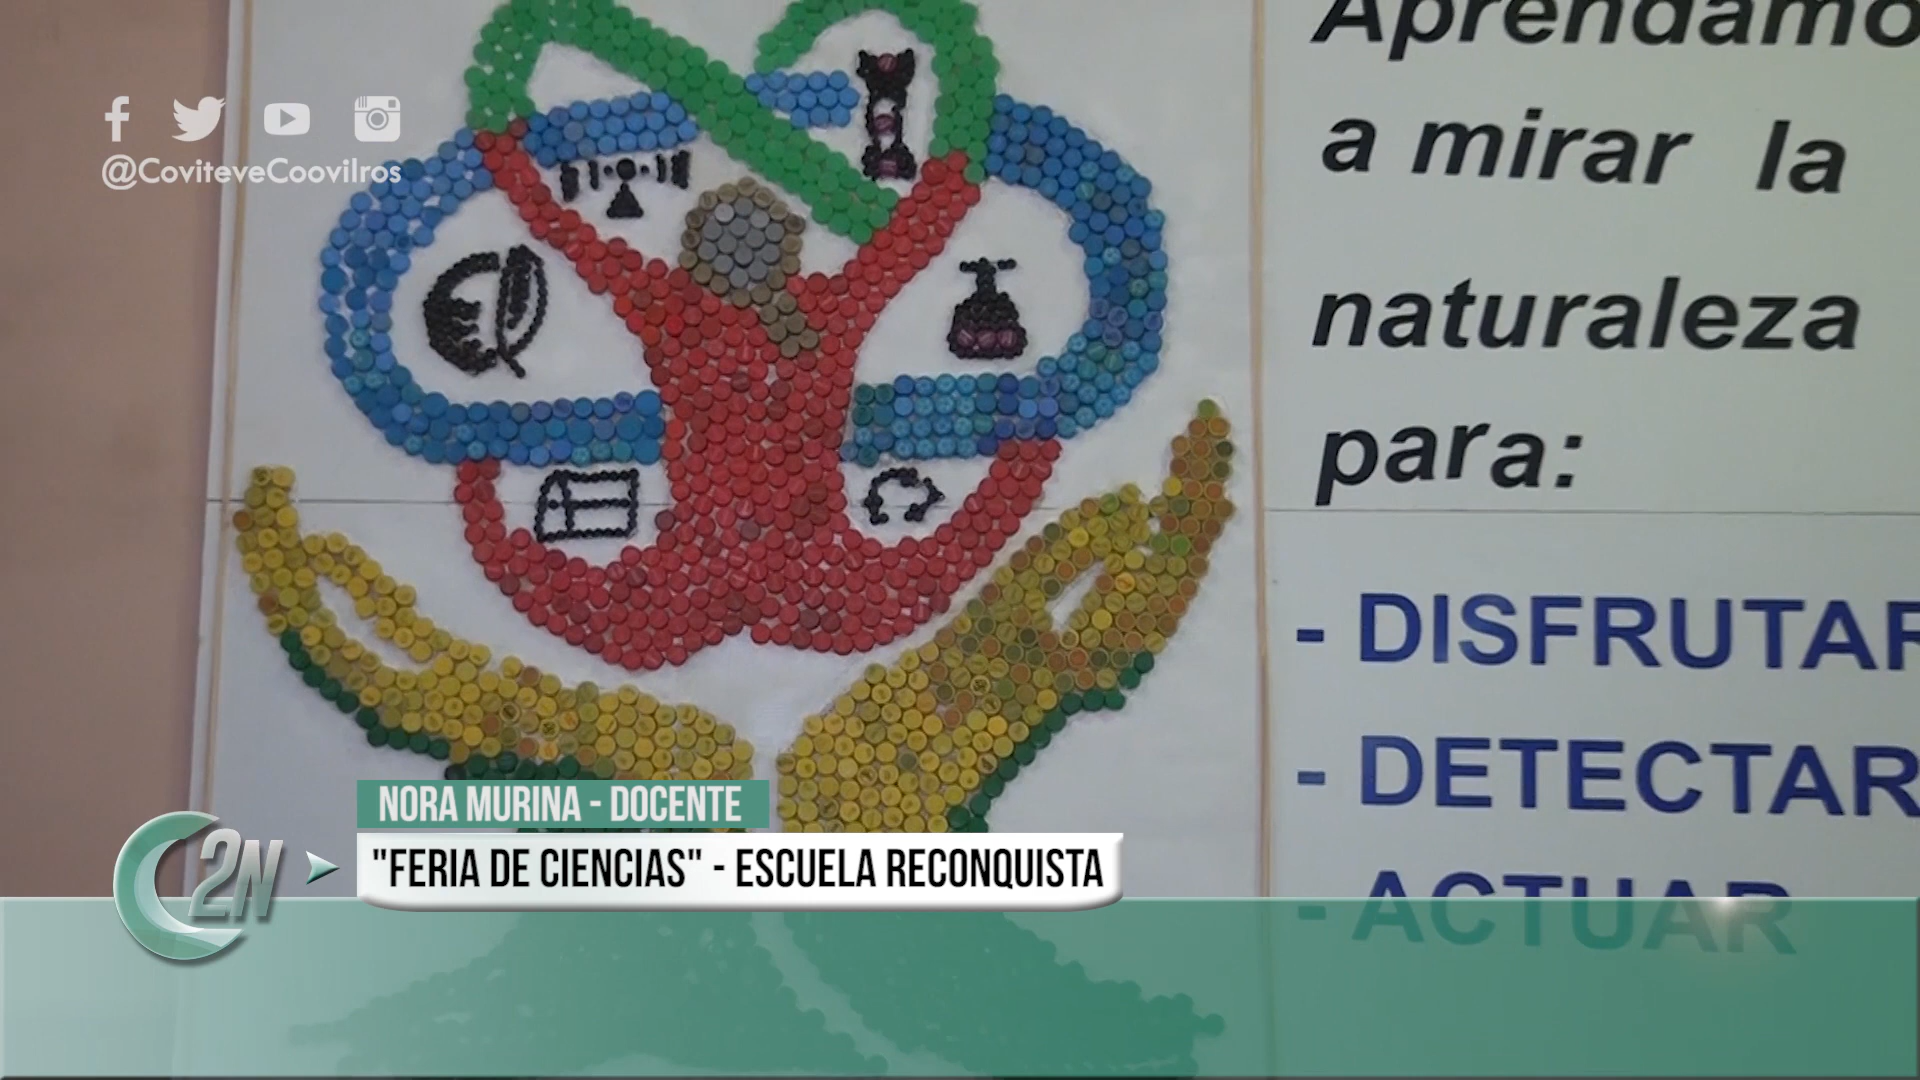 Aprendamo
a mirar la
naturaleza
para:
- DISFRUTAR
- DETECTAR
- ACTUAR
@CoviteveCoovilros
NORA MURINA - DOCENTE
2N
"FERIA DE CIENCIAS" - ESCUELA RECONQUISTA